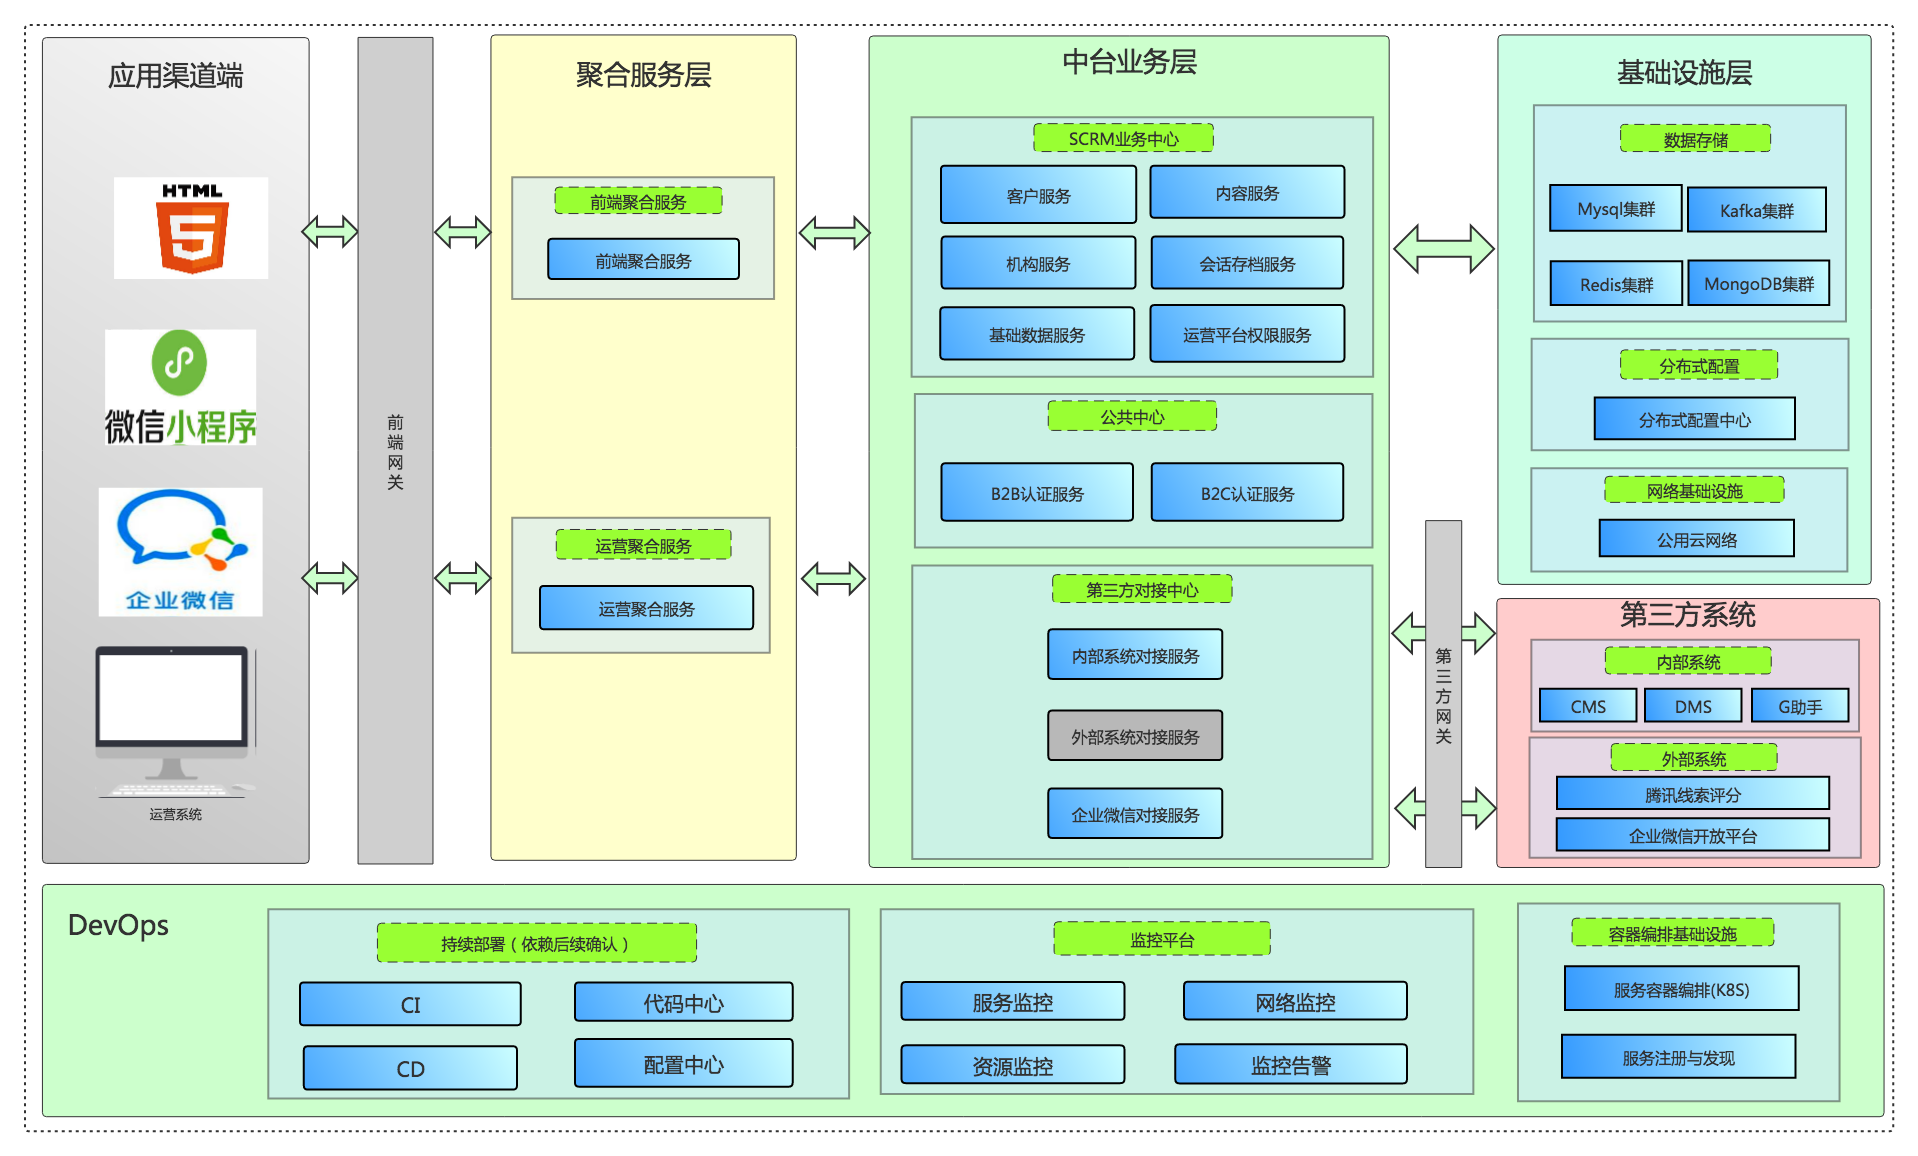 应用渠道端
HTML
5
微信小程序
企业微信
运营系统
前
端
网
关
聚合服务层
前端聚合服务
前端聚合服务
运营聚合服务
运营聚合服务
中台业务层
SCRM业务中心
客户服务
内容服务
机构服务
会话存档服务
基础数据服务
运营平台权限服务
公共中心
B2B认证服务
B2C认证服务
第三方对接中心
内部系统对接服务
外部系统对接服务
企业微信对接服务
第
三
方
网
关
基础设施层
数据存储
Mysql集群
Kafka集群
Redis集群
MongoDB集群
分布式配置
分布式配置中心
网络基础设施
公用云网络
第三方系统
内部系统
CMS
DMS
G助手
外部系统
腾讯线索评分
企业微信开放平台
DevOps
持续部署（依赖后续确认）
CI
代码中心
CD
配置中心
监控平台
服务监控
网络监控
资源监控
监控告警
容器编排基础设施
服务容器编排(K8S)
服务注册与发现